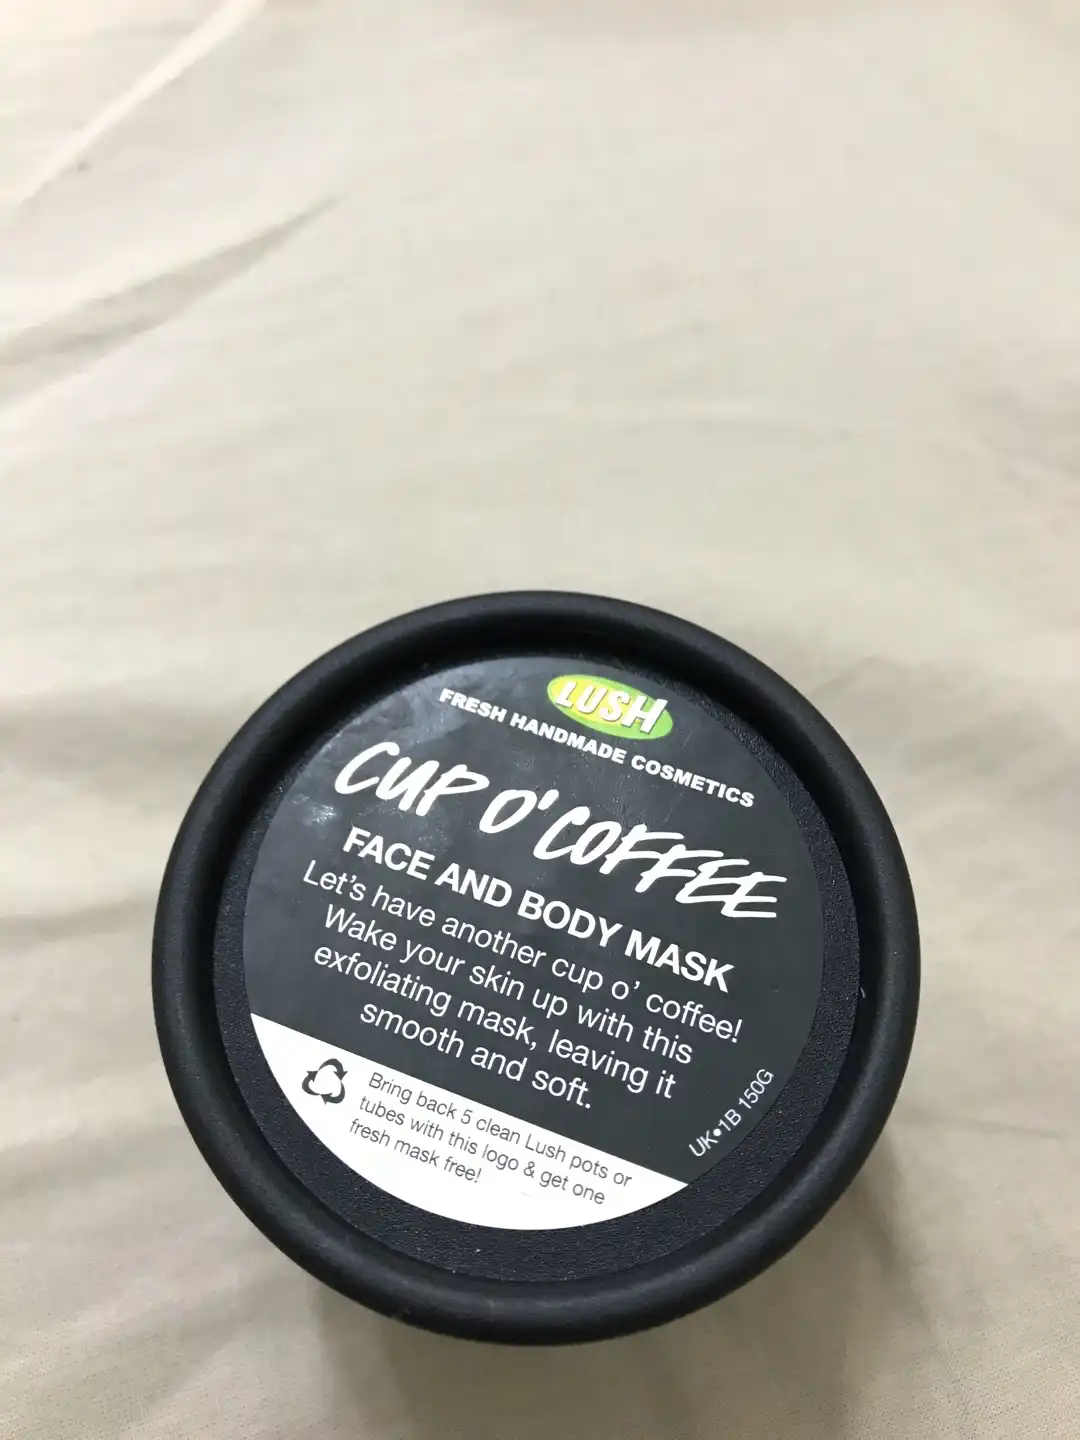 LUSH
FRESH HANDMADE COSMETICS
CUP O'COFFEE
FACE AND BODY MASK
Let's have another cup o' coffee!
Wake your skin up with this
exfoliating mask, leaving it
smooth and soft.
UK•1B 150G
Bring back 5 clean Lush pots or
tubes with this logo & get one
fresh mask free!